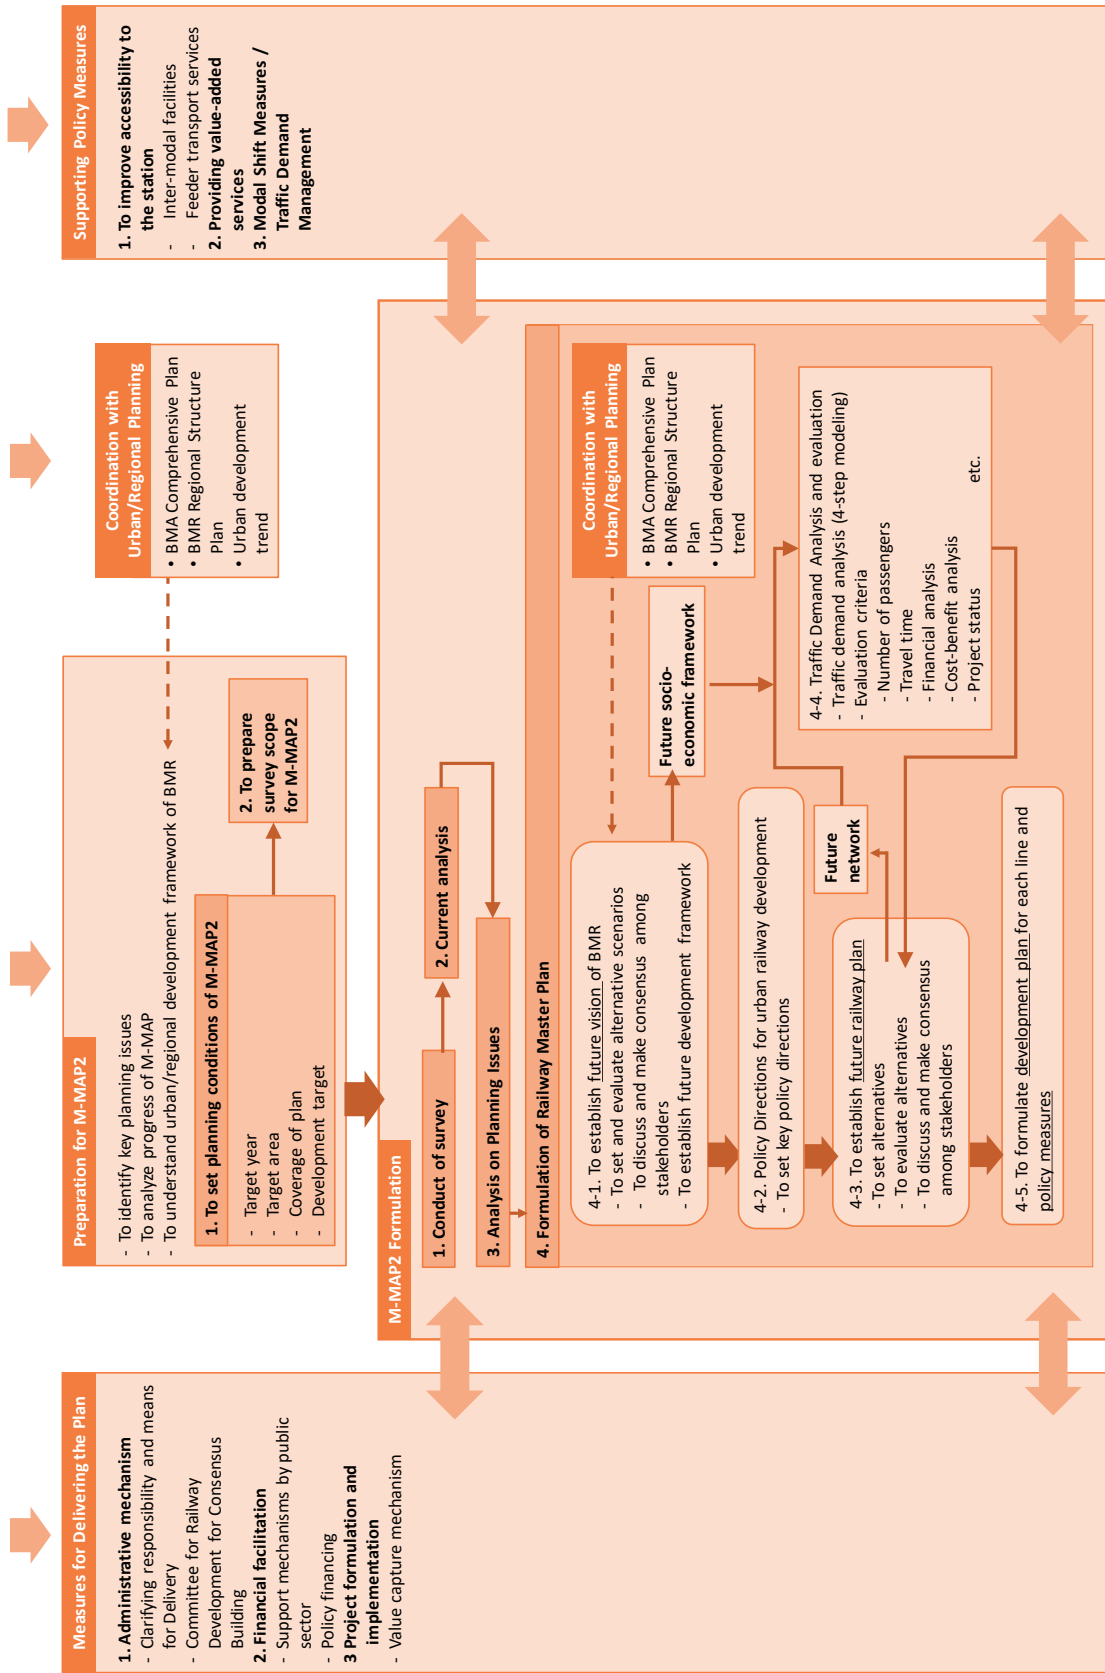 Measures for Delivering the Plan
1. Administrative mechanism
- Clarifying responsibility and means
for Delivery
- Committee for Railway
Development for Consensus
Building
2. Financial facilitation
- Support mechanisms by public
sector
- Policy financing
3 Project formulation and
implementation
- Value capture mechanism
Preparation for M-MAP2
- To identify key planning issues
- To analyze progress of M-MAP
- To understand urban/regional development framework of BMR
1. To set planning conditions of M-MAP2
- Target year
- Target area
- Coverage of plan
- Development target
2. To prepare
survey scope
for M-MAP2
Coordination with
Urban/Regional Planning
• BMA Comprehensive Plan
• BMR Regional Structure
Plan
• Urban development
trend
M-MAP2 Formulation
1. Conduct of survey
2. Current analysis
3. Analysis on Planning Issues
4. Formulation of Railway Master Plan
4-1. To establish future vision of BMR
- To set and evaluate alternative scenarios
- To discuss and make consensus among
stakeholders
- To establish future development framework
Coordination with
Urban/Regional Planning
• BMA Comprehensive Plan
• BMR Regional Structure
Plan
• Urban development
trend
Future socio-
economic framework
4-2. Policy Directions for urban railway development
- To set key policy directions
4-3. To establish future railway plan
- To set alternatives
- To evaluate alternatives
- To discuss and make consensus
among stakeholders
Future
network
4-4. Traffic Demand Analysis and evaluation
- Traffic demand analysis (4-step modeling)
- Evaluation criteria
- Number of passengers
- Travel time
- Financial analysis
- Cost-benefit analysis
- Project status etc.
4-5. To formulate development plan for each line and
policy measures
Supporting Policy Measures
1. To improve accessibility to
the station
- Inter-modal facilities
- Feeder transport services
2. Providing value-added
services
3. Modal Shift Measures /
Traffic Demand
Management